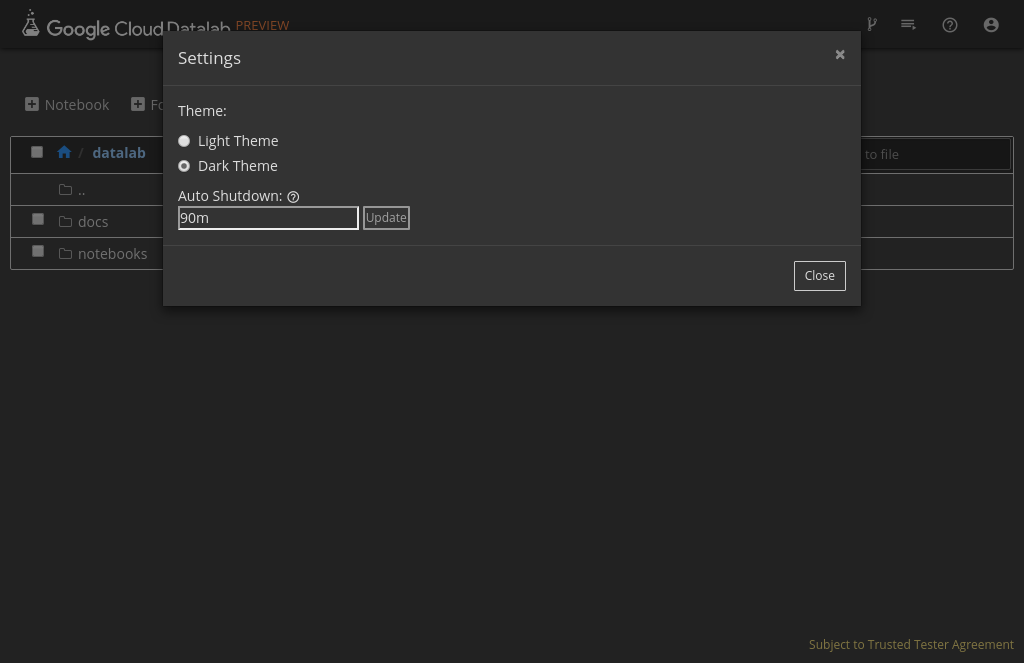 Google Cloud Datalab PREVIEW
Settings
×
Theme:
Notebook
Light Theme
/ datalab
to file
Dark Theme
..
Auto Shutdown:
90m
Update
docs
notebooks
Close
Subject to Trusted Tester Agreement